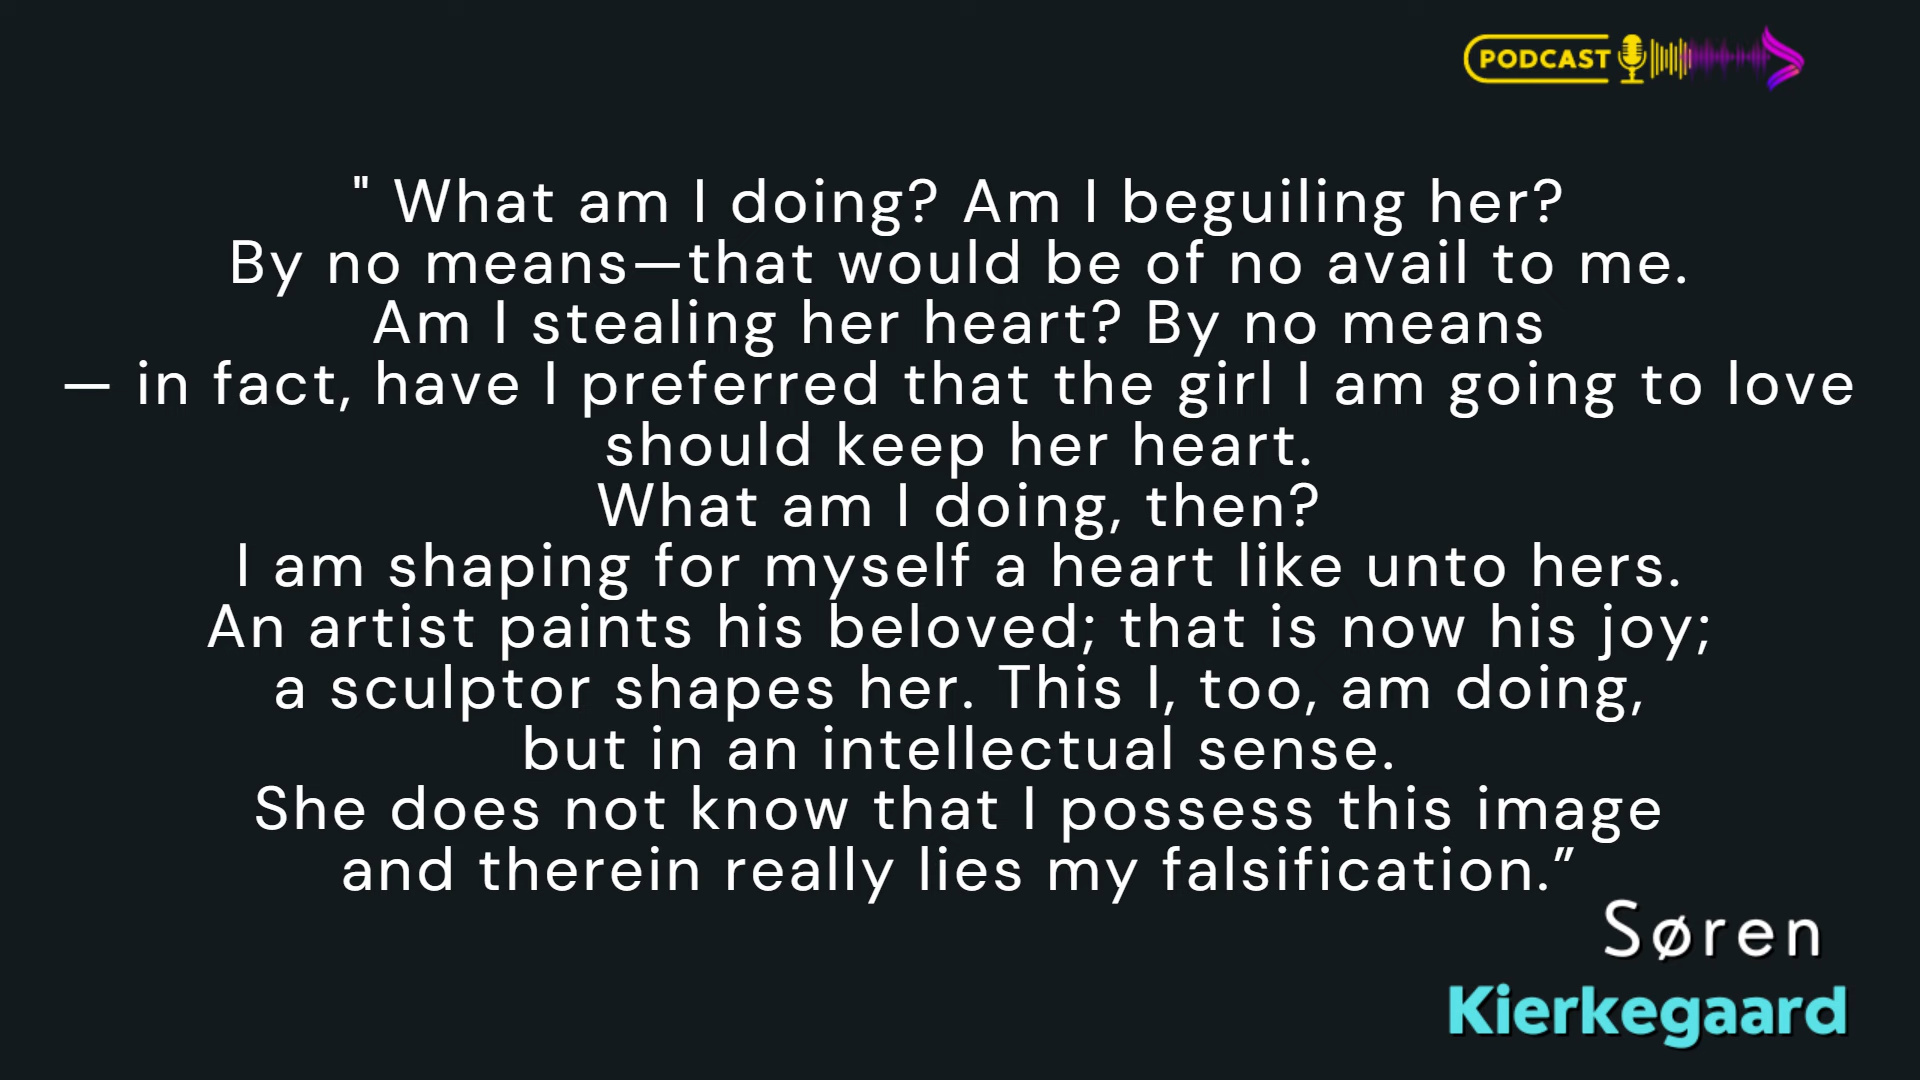 PODCAST
" What am I doing? Am I beguiling her?
By no means—that would be of no avail to me.
Am I stealing her heart? By no means
— in fact, have I preferred that the girl I am going to love
should keep her heart.
What am I doing, then?
I am shaping for myself a heart like unto hers.
An artist paints his beloved; that is now his joy;
a sculptor shapes her. This I, too, am doing,
but in an intellectual sense.
She does not know that I possess this image
and therein really lies my falsification.”
Søren
Kierkegaard